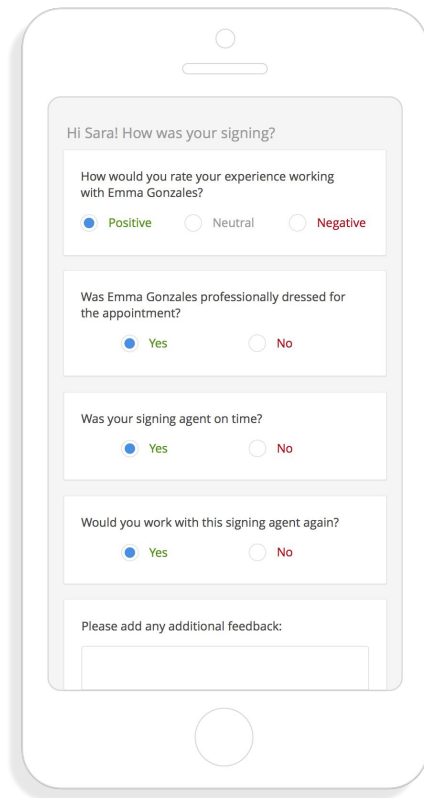 Hi Sara! How was your signing?
How would you rate your experience working
with Emma Gonzales?
Positive Neutral Negative
Was Emma Gonzales professionally dressed for
the appointment?
Yes No
Was your signing agent on time?
Yes No
Would you work with this signing agent again?
Yes No
Please add any additional feedback: